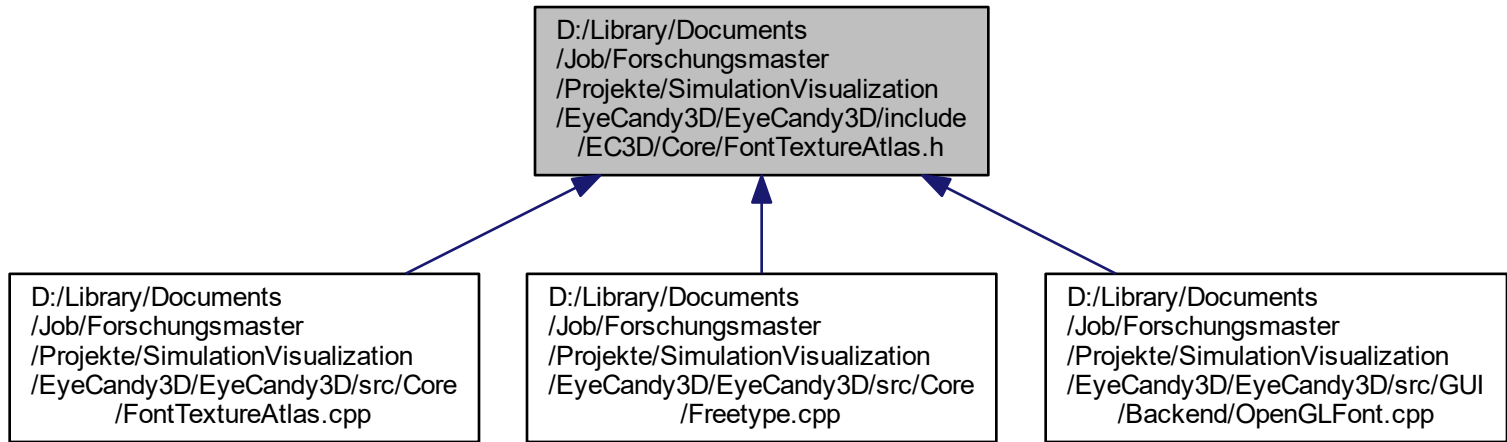 D:/Library/Documents
/Job/Forschungsmaster
/Projekte/SimulationVisualization
/EyeCandy3D/EyeCandy3D/include
/EC3D/Core/FontTextureAtlas.h
D:/Library/Documents
/Job/Forschungsmaster
/Projekte/SimulationVisualization
/EyeCandy3D/EyeCandy3D/src/Core
/FontTextureAtlas.cpp
D:/Library/Documents
/Job/Forschungsmaster
/Projekte/SimulationVisualization
/EyeCandy3D/EyeCandy3D/src/Core
/Freetype.cpp
D:/Library/Documents
/Job/Forschungsmaster
/Projekte/SimulationVisualization
/EyeCandy3D/EyeCandy3D/src/GUI
/Backend/OpenGLFont.cpp